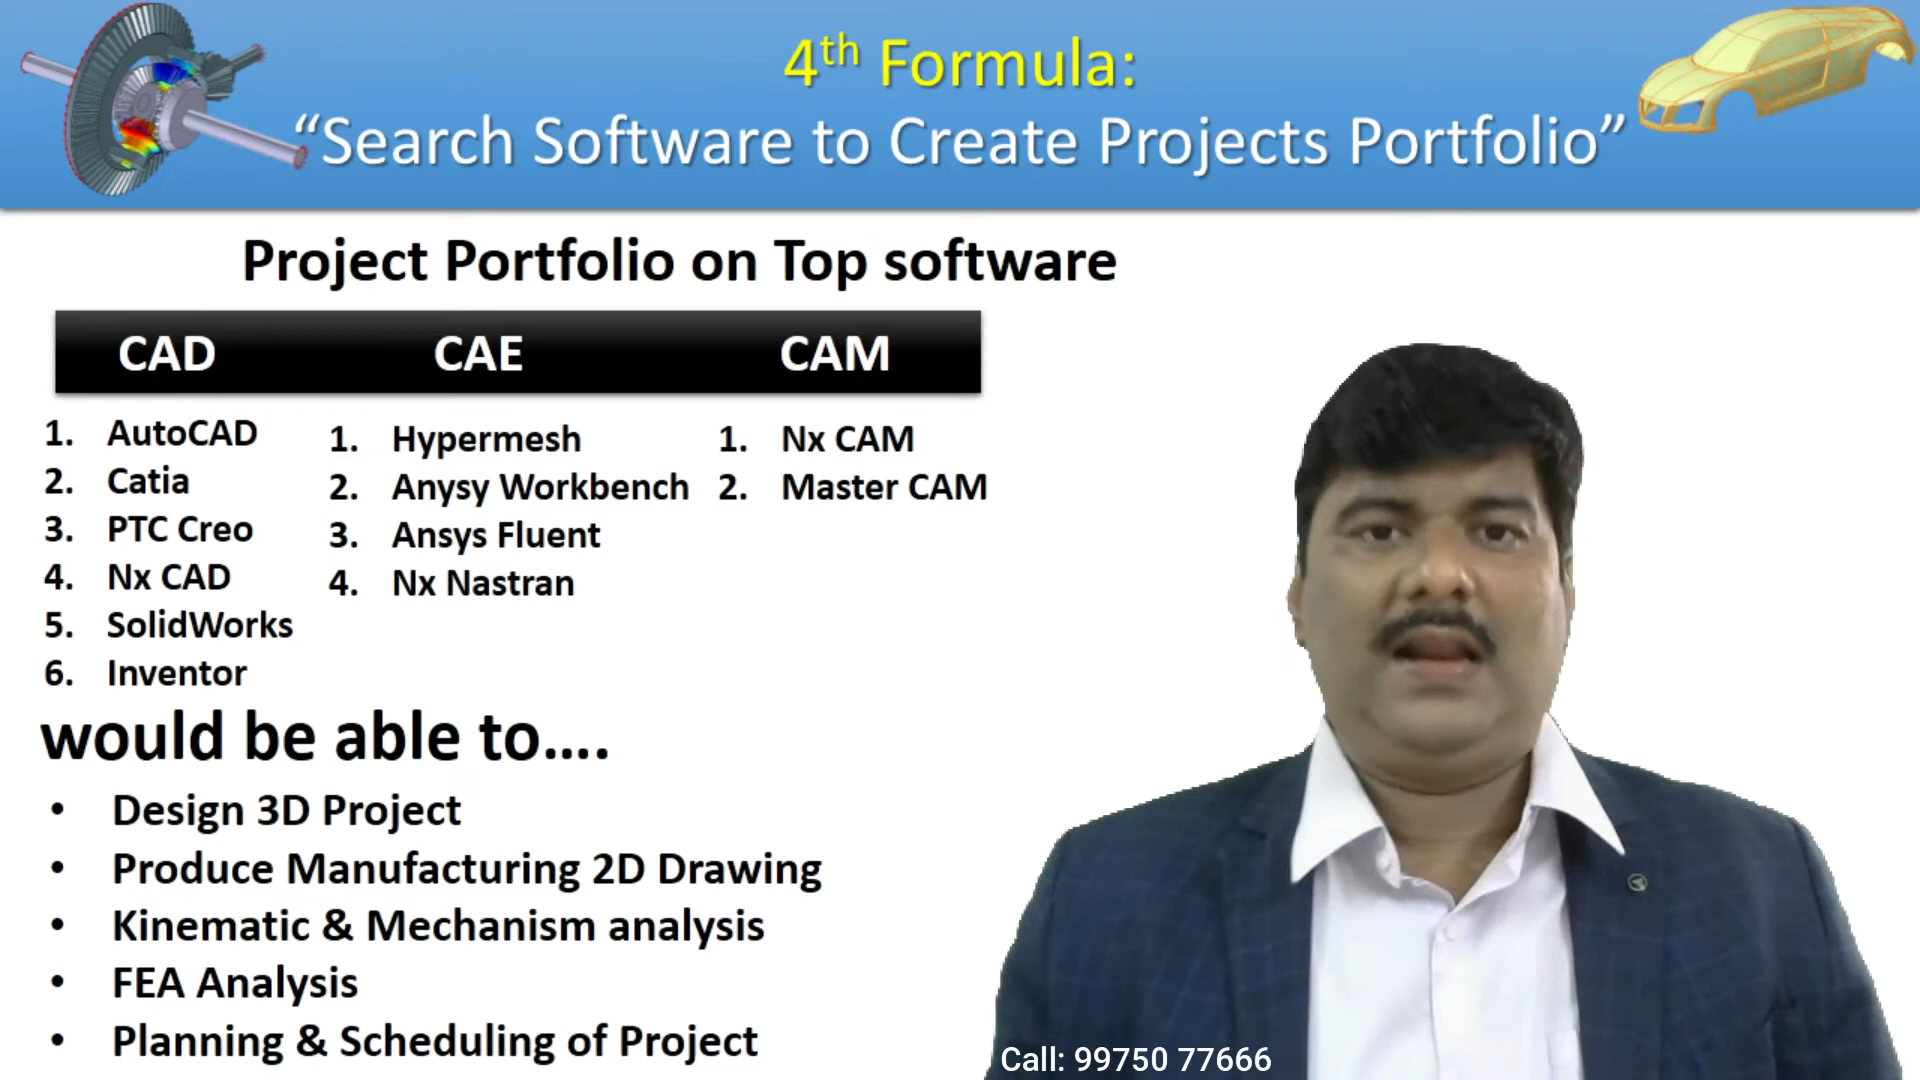 4th Formula:
“Search Software to Create Projects Portfolio”
Project Portfolio on Top software
CAD CAE CAM
1. AutoCAD
2. Catia
3. PTC Creo
4. Nx CAD
5. SolidWorks
6. Inventor
1. Hypermesh
2. Anysy Workbench
3. Ansys Fluent
4. Nx Nastran
1. Nx CAM
2. Master CAM
would be able to....
• Design 3D Project
• Produce Manufacturing 2D Drawing
• Kinematic & Mechanism analysis
• FEA Analysis
• Planning & Scheduling of Project
Call: 99750 77666